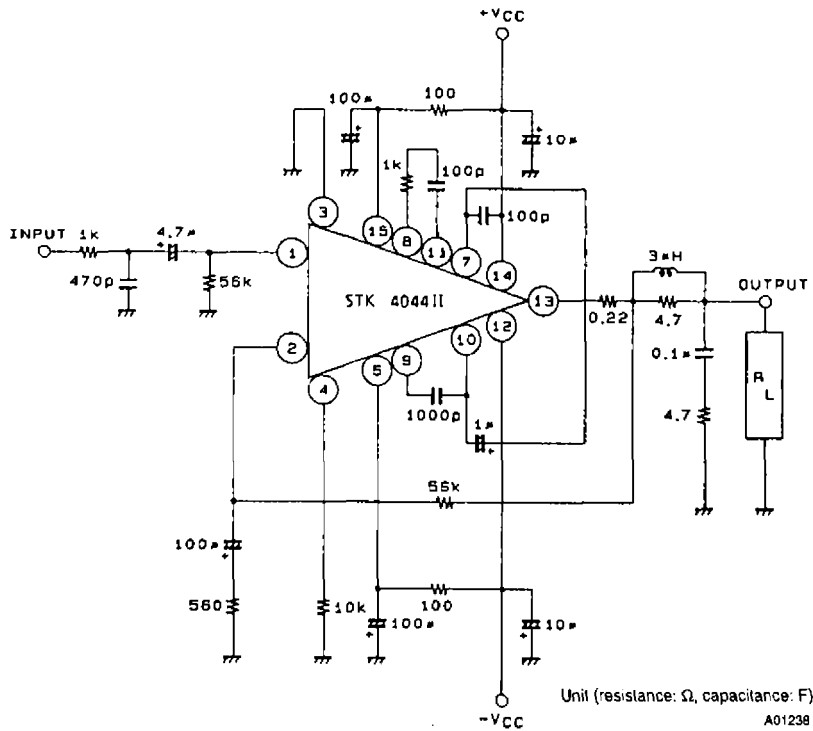 +VCC
100µ
100
10µ
1k
100p
100p
3
15
8
11
7
14
INPUT
1k
4.7µ
470p
56k
1
STK 4044II
13
0.22
3µH
4.7
OUTPUT
0.1µ
4.7
RL
2
4
5
9
10
12
1000p
1µ
56k
100µ
560
10k
100µ
100
10µ
-VCC
Unit (resistance: Ω, capacitance: F)
A01238